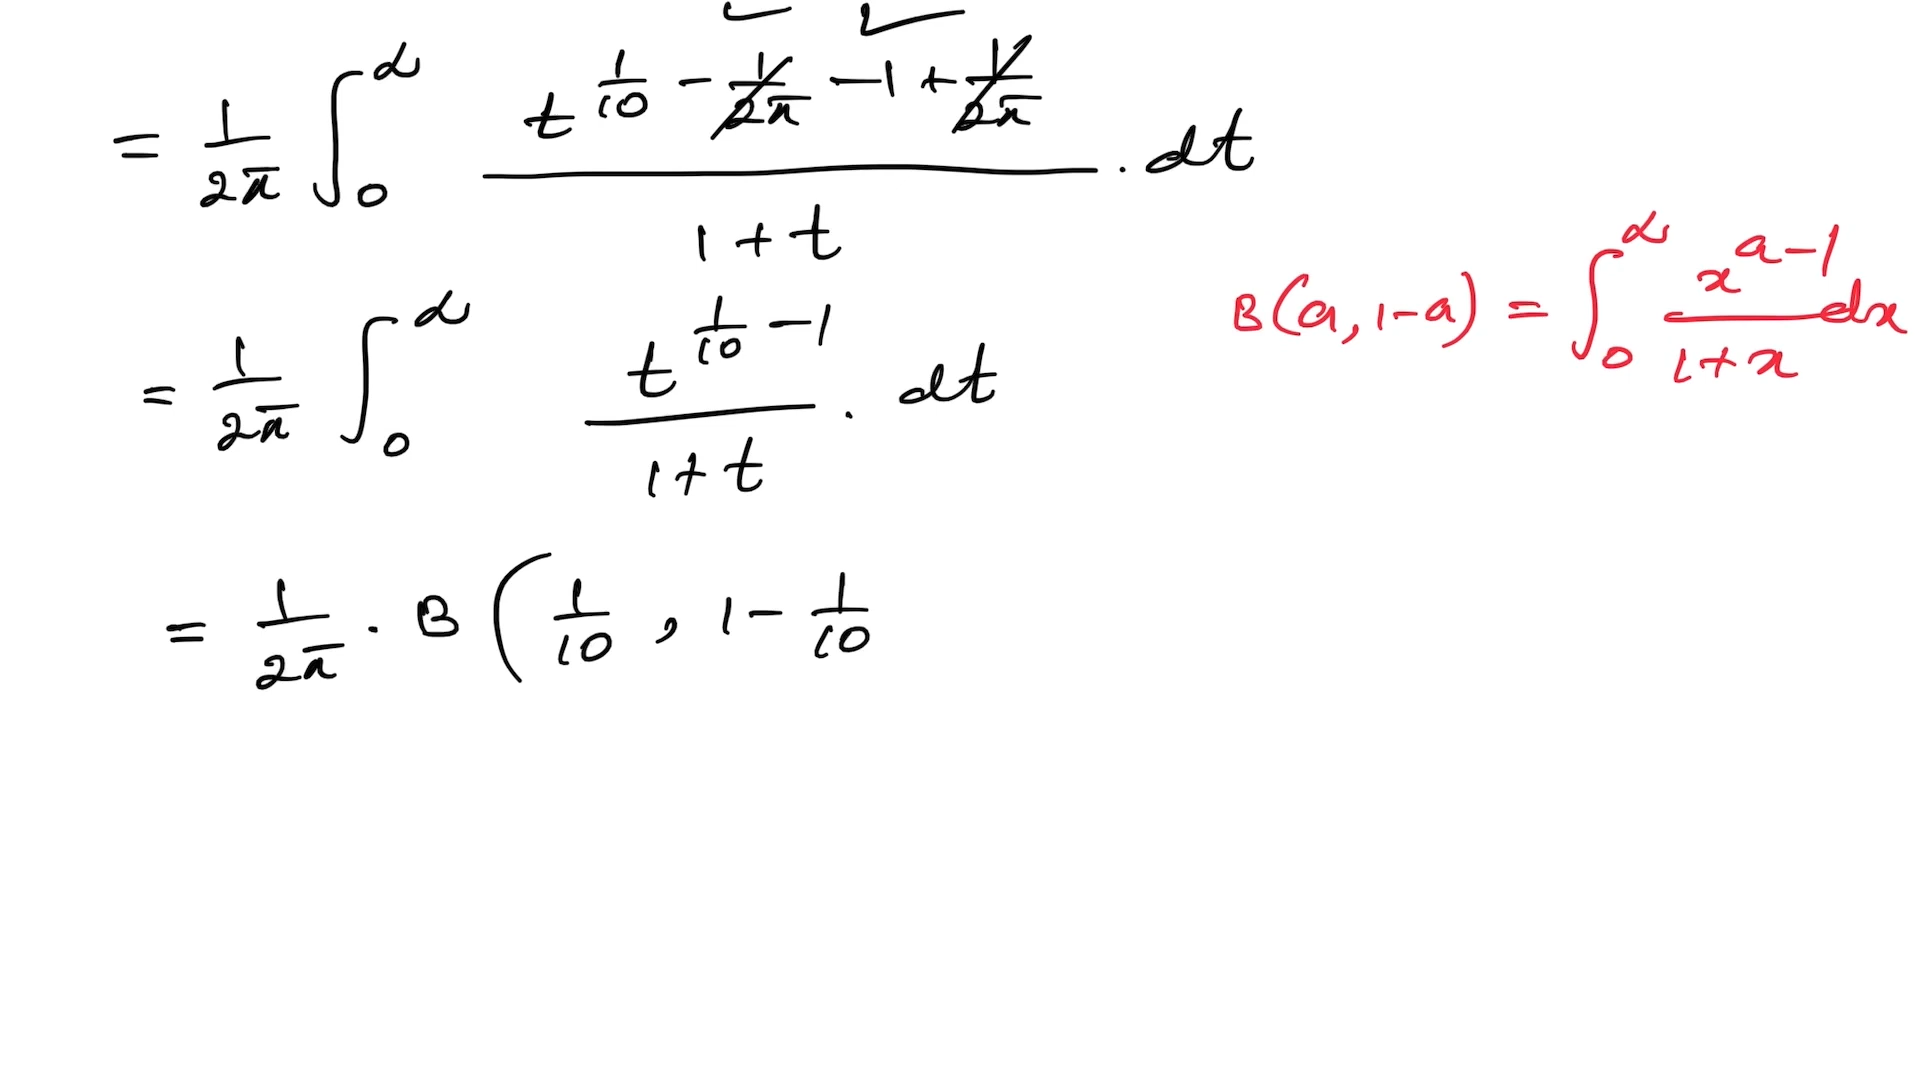 = 1/2π ∫₀^∞ t^(1/10 - 1/2π - 1 + 1/2π) / (1+t) . dt
B(a, 1-a) = ∫₀^∞ x^(a-1) / (1+x) dx
= 1/2π ∫₀^∞ t^(1/10 - 1) / (1+t) . dt
= 1/2π . B(1/10 , 1 - 1/10